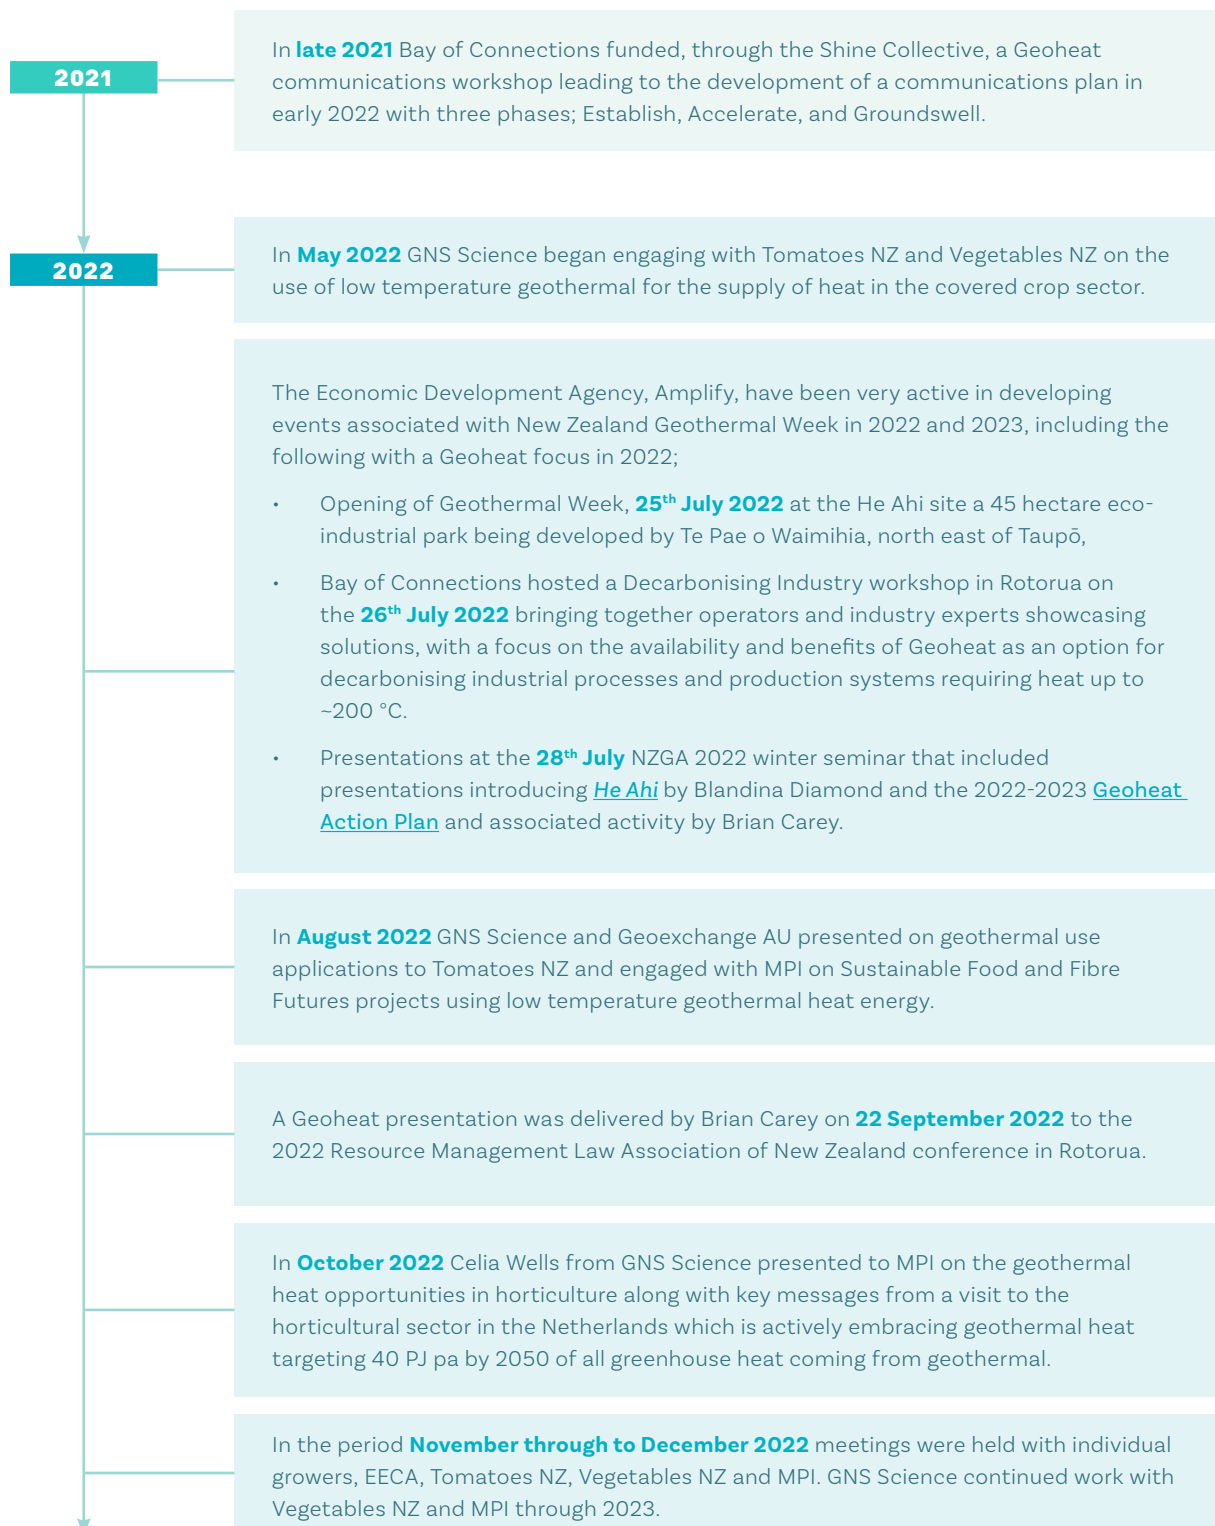 2021
In late 2021 Bay of Connections funded, through the Shine Collective, a Geoheat
communications workshop leading to the development of a communications plan in
early 2022 with three phases; Establish, Accelerate, and Groundswell.
2022
In May 2022 GNS Science began engaging with Tomatoes NZ and Vegetables NZ on the
use of low temperature geothermal for the supply of heat in the covered crop sector.
The Economic Development Agency, Amplify, have been very active in developing
events associated with New Zealand Geothermal Week in 2022 and 2023, including the
following with a Geoheat focus in 2022;
• Opening of Geothermal Week, 25th July 2022 at the He Ahi site a 45 hectare eco-
industrial park being developed by Te Pae o Waimihia, north east of Taupō,
• Bay of Connections hosted a Decarbonising Industry workshop in Rotorua on
the 26th July 2022 bringing together operators and industry experts showcasing
solutions, with a focus on the availability and benefits of Geoheat as an option for
decarbonising industrial processes and production systems requiring heat up to
~200 °C.
• Presentations at the 28th July NZGA 2022 winter seminar that included
presentations introducing He Ahi by Blandina Diamond and the 2022-2023 Geoheat
Action Plan and associated activity by Brian Carey.
In August 2022 GNS Science and Geoexchange AU presented on geothermal use
applications to Tomatoes NZ and engaged with MPI on Sustainable Food and Fibre
Futures projects using low temperature geothermal heat energy.
A Geoheat presentation was delivered by Brian Carey on 22 September 2022 to the
2022 Resource Management Law Association of New Zealand conference in Rotorua.
In October 2022 Celia Wells from GNS Science presented to MPI on the geothermal
heat opportunities in horticulture along with key messages from a visit to the
horticultural sector in the Netherlands which is actively embracing geothermal heat
targeting 40 PJ pa by 2050 of all greenhouse heat coming from geothermal.
In the period November through to December 2022 meetings were held with individual
growers, EECA, Tomatoes NZ, Vegetables NZ and MPI. GNS Science continued work with
Vegetables NZ and MPI through 2023.